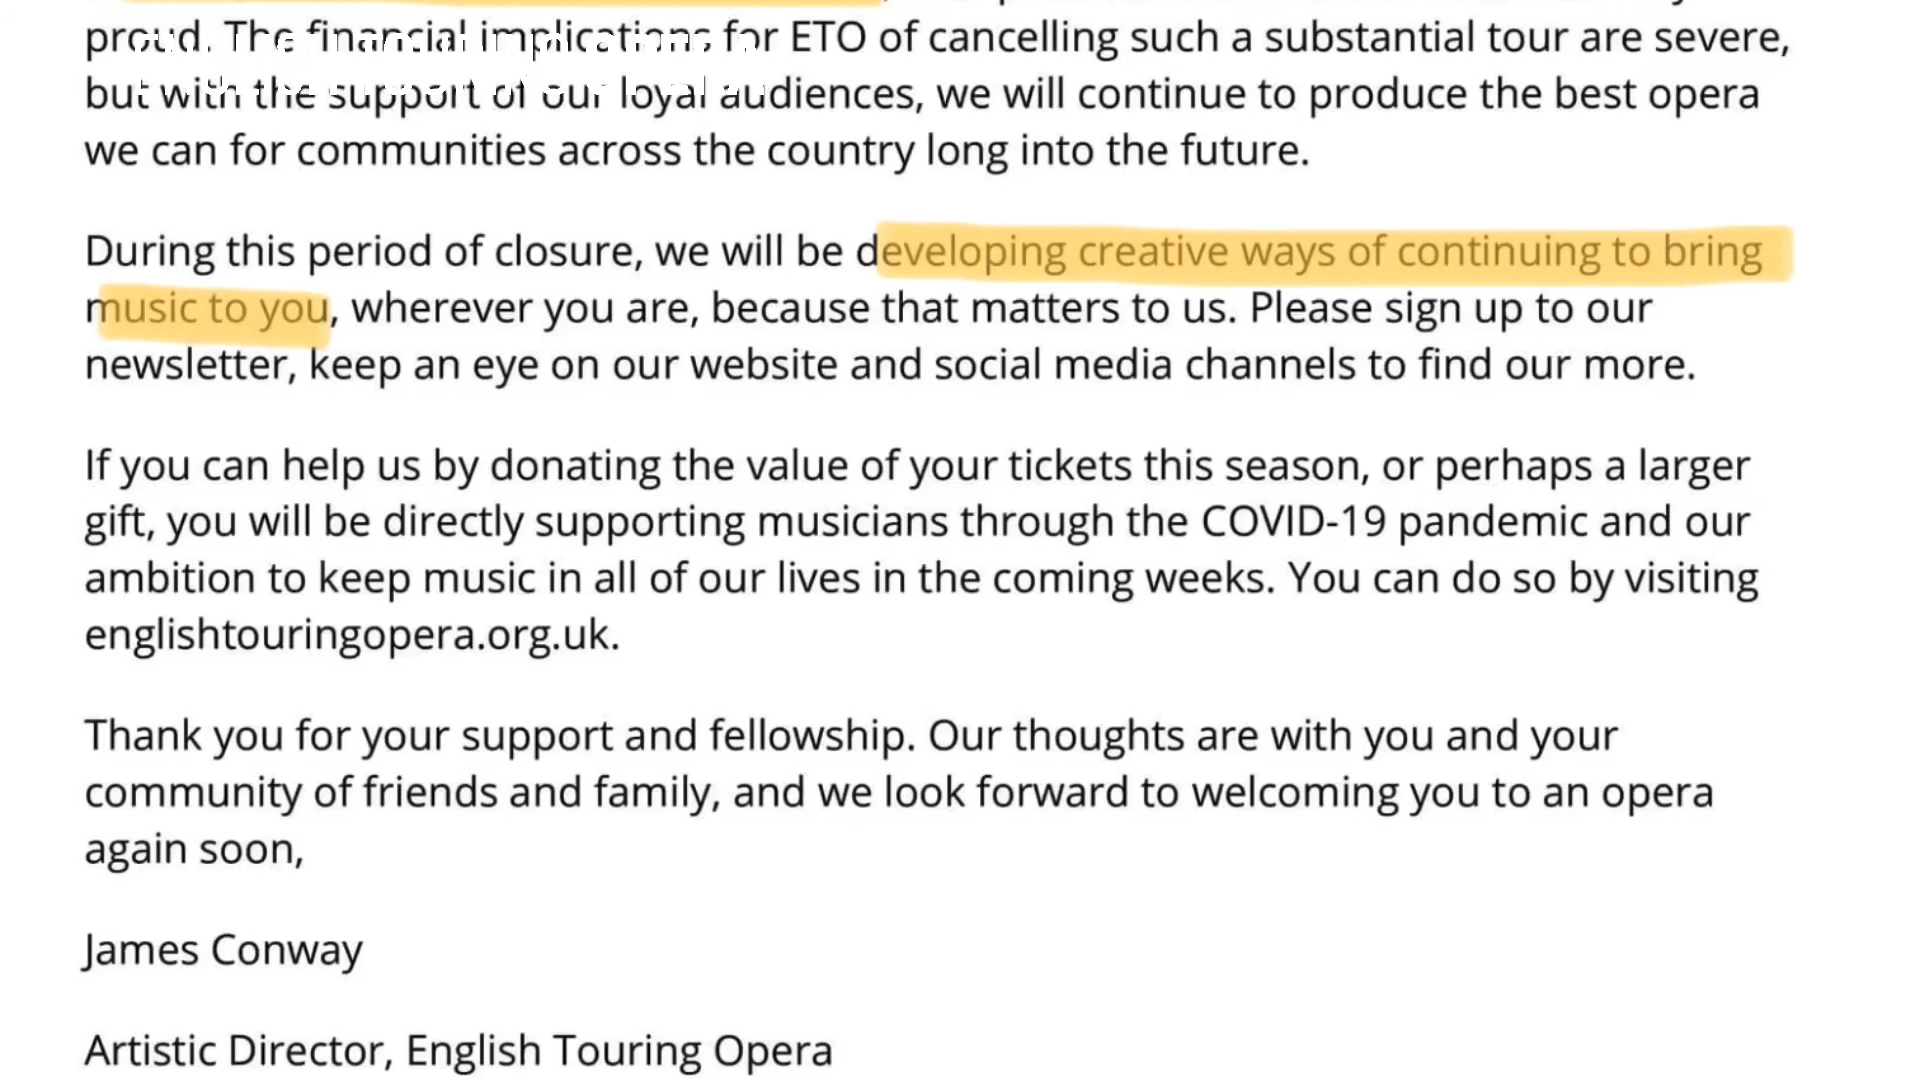 proud. The financial implications for ETO of cancelling such a substantial tour are severe,
but with the support of our loyal audiences, we will continue to produce the best opera
we can for communities across the country long into the future.
During this period of closure, we will be developing creative ways of continuing to bring
music to you, wherever you are, because that matters to us. Please sign up to our
newsletter, keep an eye on our website and social media channels to find our more.
If you can help us by donating the value of your tickets this season, or perhaps a larger
gift, you will be directly supporting musicians through the COVID-19 pandemic and our
ambition to keep music in all of our lives in the coming weeks. You can do so by visiting
englishtouringopera.org.uk.
Thank you for your support and fellowship. Our thoughts are with you and your
community of friends and family, and we look forward to welcoming you to an opera
again soon,
James Conway
Artistic Director, English Touring Opera